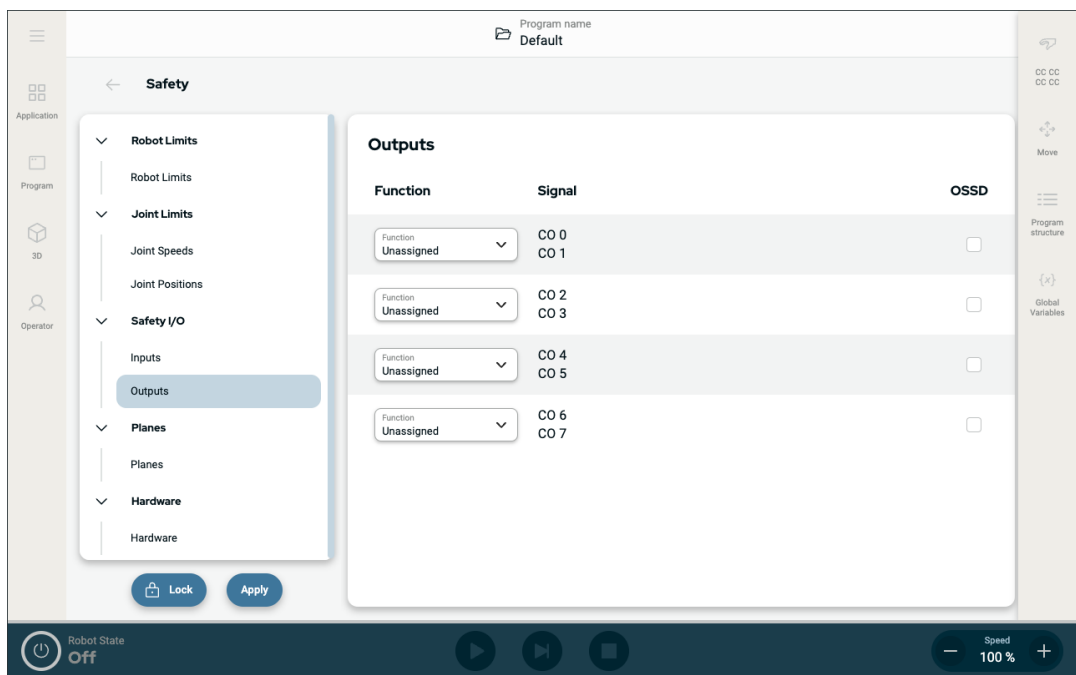 Program name
Default
Application
Program
3D
Operator
Safety
Robot Limits
Robot Limits
Joint Limits
Joint Speeds
Joint Positions
Safety I/O
Inputs
Outputs
Planes
Planes
Hardware
Hardware
Lock
Apply
Outputs
Function
Signal
OSSD
Function
Unassigned
CO 0
CO 1
Function
Unassigned
CO 2
CO 3
Function
Unassigned
CO 4
CO 5
Function
Unassigned
CO 6
CO 7
CC CC
CC CC
Move
Program
structure
{x}
Global
Variables
Robot State
Off
Speed
100 %